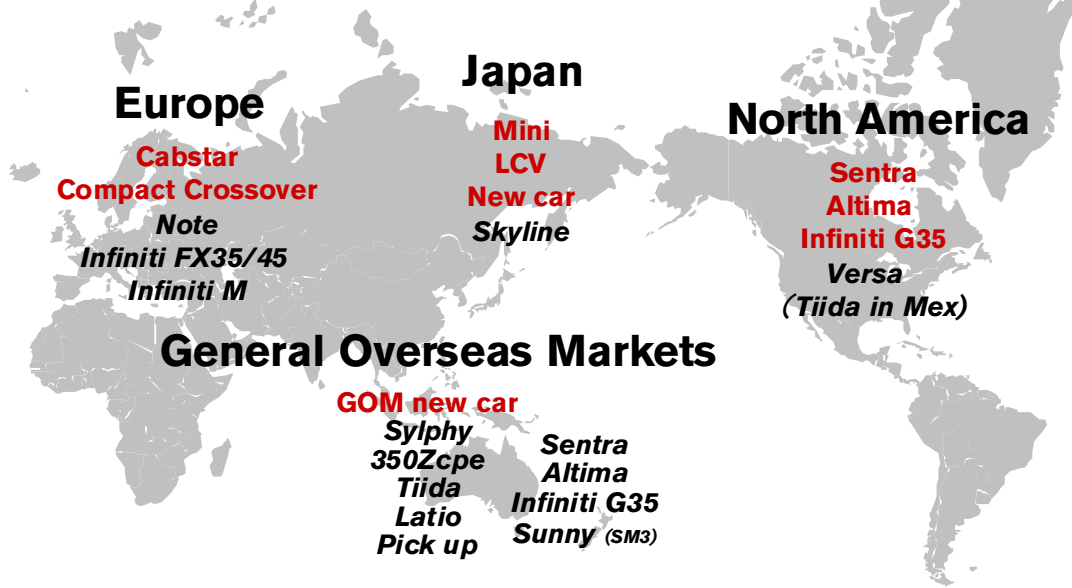 Europe
Cabstar
Compact Crossover
Note
Infiniti FX35/45
Infiniti M
Japan
Mini
LCV
New car
Skyline
North America
Sentra
Altima
Infiniti G35
Versa
(Tiida in Mex)
General Overseas Markets
GOM new car
Sylphy
350Zcpe
Tiida
Latio
Pick up
Sentra
Altima
Infiniti G35
Sunny (SM3)